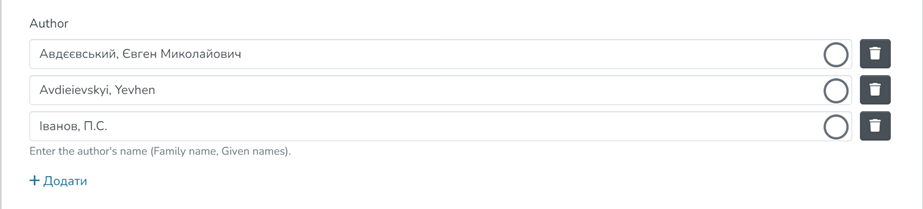 Author
Авдєєвський, Євген Миколайович
Avdieievskyi, Yevhen
Іванов, П.С.
Enter the author's name (Family name, Given names).
+ Додати